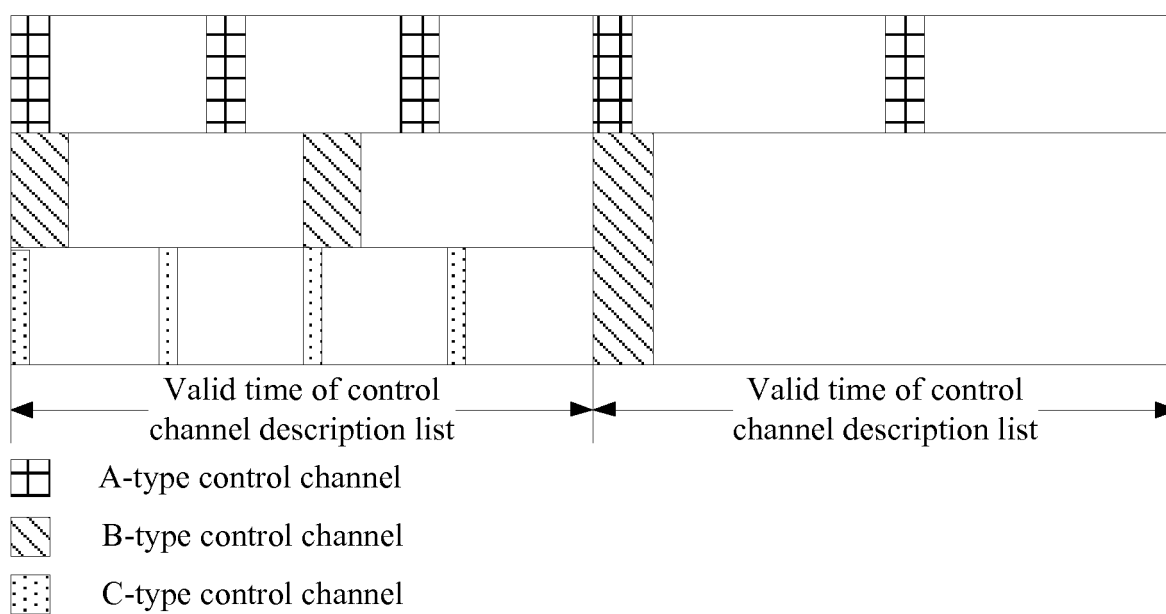 Valid time of control
channel description list
Valid time of control
channel description list
A-type control channel
B-type control channel
C-type control channel